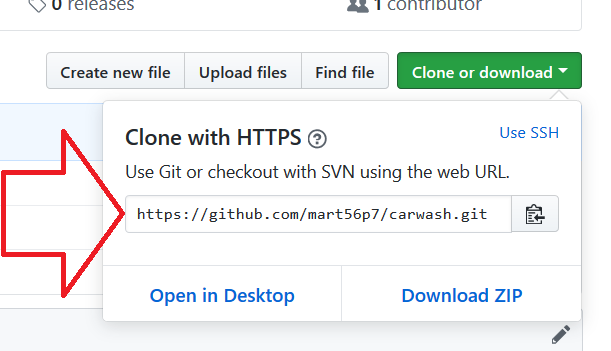 0 releases
1 contributor
Create new file
Upload files
Find file
Clone or download
Clone with HTTPS
Use SSH
Use Git or checkout with SVN using the web URL.
https://github.com/mart56p7/carwash.git
Open in Desktop
Download ZIP